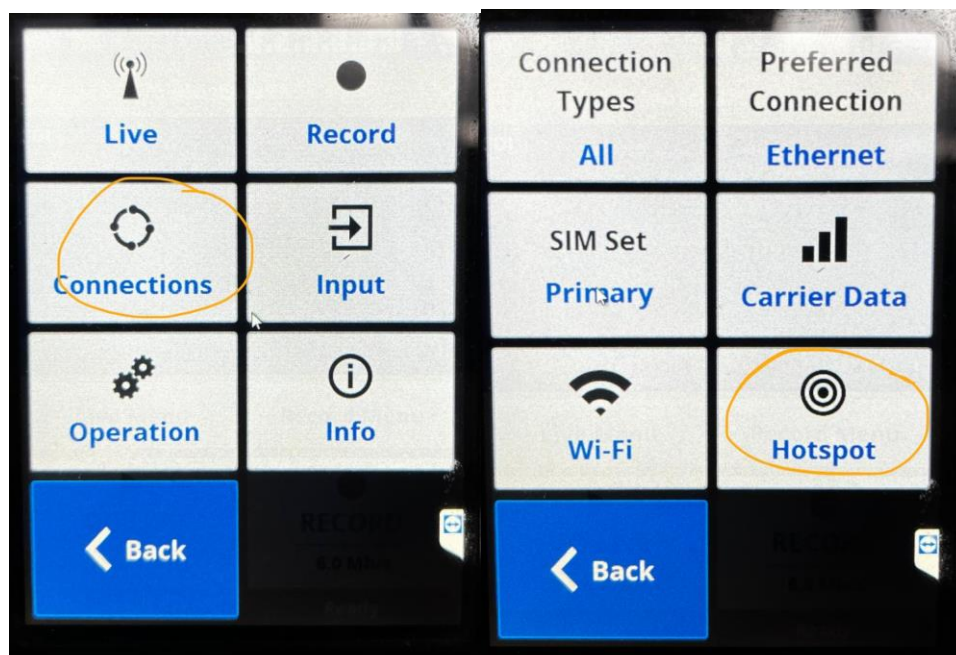 Live
Record
Connections
Input
Operation
Info
Back
RECORD
Connection
Types
All
Preferred
Connection
Ethernet
SIM Set
Primary
Carrier Data
Wi-Fi
Hotspot
Back